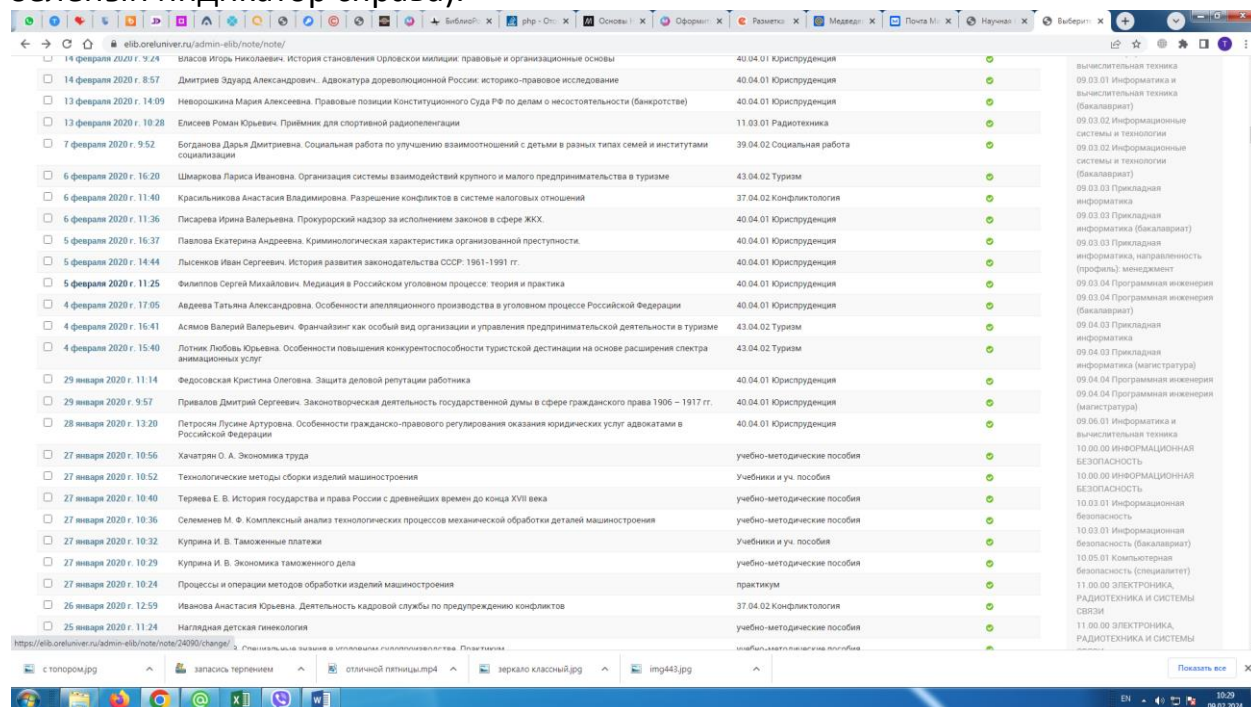 зеленый индикатор справа).
БиблиоРо
php - Sto
Основы
Оформит
Разметка
Медведе
Почта Ma
Научная
Выберите
elib.oreluniver.ru/admin-elib/note/note/
14 февраля 2020 г. 9:24 Власов Игорь Николаевич. История становления Орловской милиции: правовые и организационные основы 40.04.01 Юриспруденция
14 февраля 2020 г. 8:57 Дмитриев Эдуард Александрович.. Адвокатура дореволюционной России: историко-правовое исследование 40.04.01 Юриспруденция
13 февраля 2020 г. 14:09 Неворошкина Мария Алексеевна. Правовые позиции Конституционного Суда РФ по делам о несостоятельности (банкротстве) 40.04.01 Юриспруденция
13 февраля 2020 г. 10:28 Елисеев Роман Юрьевич. Приёмник для спортивной радиопеленгации 11.03.01 Радиотехника
7 февраля 2020 г. 9:52 Богданова Дарья Дмитриевна. Социальная работа по улучшению взаимоотношений с детьми в разных типах семей и институтами 39.04.02 Социальная работа
социализации
6 февраля 2020 г. 16:20 Шмаркова Лариса Ивановна. Организация системы взаимодействий крупного и малого предпринимательства в туризме 43.04.02 Туризм
6 февраля 2020 г. 11:40 Красильникова Анастасия Владимировна. Разрешение конфликтов в системе налоговых отношений 37.04.02 Конфликтология
6 февраля 2020 г. 11:36 Писарева Ирина Валерьевна. Прокурорский надзор за исполнением законов в сфере ЖКХ. 40.04.01 Юриспруденция
5 февраля 2020 г. 16:37 Павлова Екатерина Андреевна. Криминологическая характеристика организованной преступности. 40.04.01 Юриспруденция
5 февраля 2020 г. 14:44 Лысенков Иван Сергеевич. История развития законодательства СССР: 1961-1991 гг. 40.04.01 Юриспруденция
5 февраля 2020 г. 11:25 Филиппов Сергей Михайлович. Медиация в Российском уголовном процессе: теория и практика 40.04.01 Юриспруденция
4 февраля 2020 г. 17:05 Авдеева Татьяна Александровна. Особенности апелляционного производства в уголовном процессе Российской Федерации 40.04.01 Юриспруденция
4 февраля 2020 г. 16:41 Асямов Валерий Валерьевич. Франчайзинг как особый вид организации и управления предпринимательской деятельности в туризме 43.04.02 Туризм
4 февраля 2020 г. 15:40 Лотник Любовь Юрьевна. Особенности повышения конкурентоспособности туристской дестинации на основе расширения спектра 43.04.02 Туризм
анимационных услуг
29 января 2020 г. 11:14 Федосовская Кристина Олеговна. Защита деловой репутации работника 40.04.01 Юриспруденция
29 января 2020 г. 9:57 Привалов Дмитрий Сергеевич. Законотворческая деятельность государственной думы в сфере гражданского права 1906 – 1917 гг. 40.04.01 Юриспруденция
28 января 2020 г. 13:20 Петросян Лусине Артуровна. Особенности гражданско-правового регулирования оказания юридических услуг адвокатами в 40.04.01 Юриспруденция
Российской Федерации
27 января 2020 г. 10:56 Хачатрян О. А. Экономика труда учебно-методические пособия
27 января 2020 г. 10:52 Технологические методы сборки изделий машиностроения Учебники и уч. пособия
27 января 2020 г. 10:40 Теряева Е. В. История государства и права России с древнейших времен до конца XVII века учебно-методические пособия
27 января 2020 г. 10:36 Селеменев М. Ф. Комплексный анализ технологических процессов механической обработки деталей машиностроения учебно-методические пособия
27 января 2020 г. 10:32 Куприна И. В. Таможенные платежи Учебники и уч. пособия
27 января 2020 г. 10:29 Куприна И. В. Экономика таможенного дела учебно-методические пособия
27 января 2020 г. 10:24 Процессы и операции методов обработки изделий машиностроения практикум
26 января 2020 г. 12:59 Иванова Анастасия Юрьевна. Деятельность кадровой службы по предупреждению конфликтов 37.04.02 Конфликтология
25 января 2020 г. 11:24 Наглядная детская гинекология учебно-методические пособия
Специальные знания в уголовном судопроизводстве. Практикум учебно-методические пособия
вычислительная техника
09.03.01 Информатика и
вычислительная техника
(бакалавриат)
09.03.02 Информационные
системы и технологии
09.03.02 Информационные
системы и технологии
(бакалавриат)
09.03.03 Прикладная
информатика
09.03.03 Прикладная
информатика (бакалавриат)
09.03.03 Прикладная
информатика, направленность
(профиль): менеджмент
09.03.04 Программная инженерия
09.03.04 Программная инженерия
(бакалавриат)
09.04.03 Прикладная
информатика
09.04.03 Прикладная
информатика (магистратура)
09.04.04 Программная инженерия
09.04.04 Программная инженерия
(магистратура)
09.06.01 Информатика и
вычислительная техника
10.00.00 ИНФОРМАЦИОННАЯ
БЕЗОПАСНОСТЬ
10.00.00 ИНФОРМАЦИОННАЯ
БЕЗОПАСНОСТЬ
10.03.01 Информационная
безопасность
10.03.01 Информационная
безопасность (бакалавриат)
10.05.01 Компьютерная
безопасность (специалитет)
11.00.00 ЭЛЕКТРОНИКА,
РАДИОТЕХНИКА И СИСТЕМЫ
СВЯЗИ
11.00.00 ЭЛЕКТРОНИКА,
РАДИОТЕХНИКА И СИСТЕМЫ
https://elib.oreluniver.ru/admin-elib/note/note/24090/change/
с топором.jpg
запасись терпением
отличной пятницы.mp4
зеркало классный.jpg
img443.jpg
Показать все
EN
10:29
09.02.2024